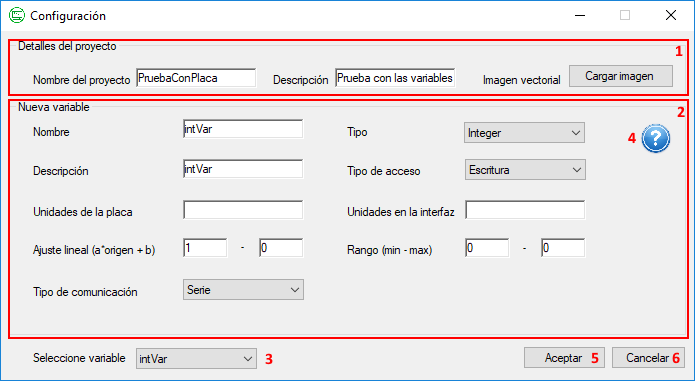 Configuración
Detalles del proyecto
1
Nombre del proyecto PruebaConPlaca Descripción Prueba con las variables Imagen vectorial Cargar imagen
Nueva variable
2
Nombre intVar Tipo Integer
4 ?
Descripción intVar Tipo de acceso Escritura
Unidades de la placa Unidades en la interfaz
Ajuste lineal (a*origen + b) 1 - 0 Rango (min - max) 0 - 0
Tipo de comunicación Serie
Seleccione variable intVar 3 Aceptar 5 Cancelar 6